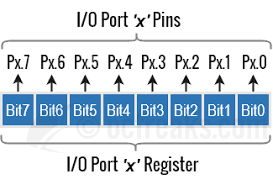 I/O Port 'x' Pins
Px.7 Px.6 Px.5 Px.4 Px.3 Px.2 Px.1 Px.0
Bit7 Bit6 Bit5 Bit4 Bit3 Bit2 Bit1 Bit0
I/O Port 'x' Register